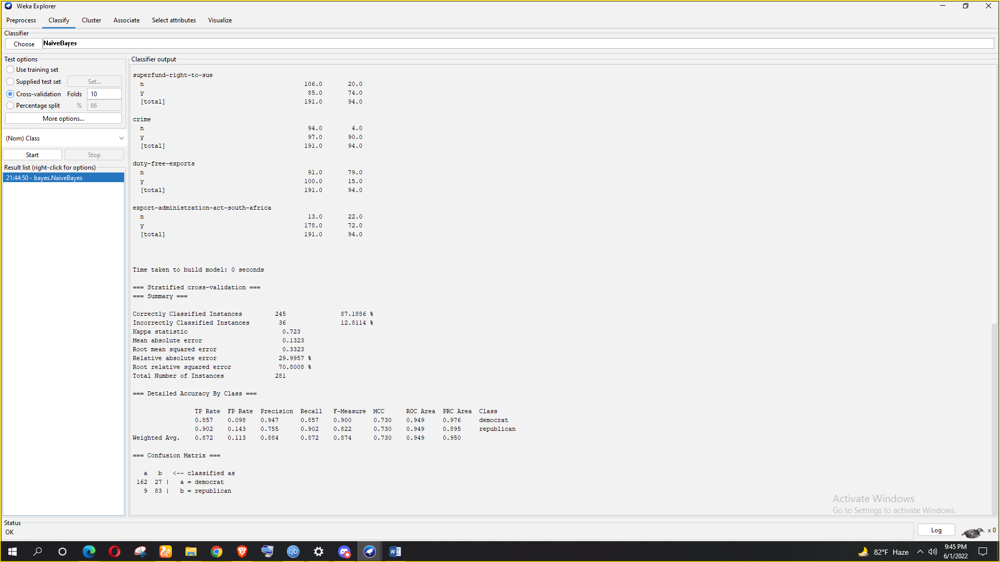 Weka Explorer
Preprocess Classify Cluster Associate Select attributes Visualize
Classifier
Choose NaiveBayes
Test options
Use training set
Supplied test set Set...
Cross-validation Folds 10
Percentage split % 66
More options...
(Nom) Class
Start Stop
Result list (right-click for options)
21:44:50 - bayes.NaiveBayes
Classifier output
superfund-right-to-sue
n 106.0 20.0
y 85.0 74.0
[total] 191.0 94.0
crime
n 94.0 4.0
y 97.0 90.0
[total] 191.0 94.0
duty-free-exports
n 91.0 79.0
y 100.0 15.0
[total] 191.0 94.0
export-administration-act-south-africa
n 13.0 22.0
y 178.0 72.0
[total] 191.0 94.0
Time taken to build model: 0 seconds
=== Stratified cross-validation ===
=== Summary ===
Correctly Classified Instances 245 87.1886 %
Incorrectly Classified Instances 36 12.8114 %
Kappa statistic 0.723
Mean absolute error 0.1323
Root mean squared error 0.3323
Relative absolute error 29.9957 %
Root relative squared error 70.8008 %
Total Number of Instances 281
=== Detailed Accuracy By Class ===
TP Rate FP Rate Precision Recall F-Measure MCC ROC Area PRC Area Class
0.857 0.098 0.947 0.857 0.900 0.730 0.949 0.976 democrat
0.902 0.143 0.755 0.902 0.822 0.730 0.949 0.895 republican
Weighted Avg. 0.872 0.113 0.884 0.872 0.874 0.730 0.949 0.950
=== Confusion Matrix ===
a b <-- classified as
162 27 | a = democrat
9 83 | b = republican
Activate Windows
Go to Settings to activate Windows.
Status
OK
Log x 0
qb
W
82°F Haze
9:45 PM
6/1/2022